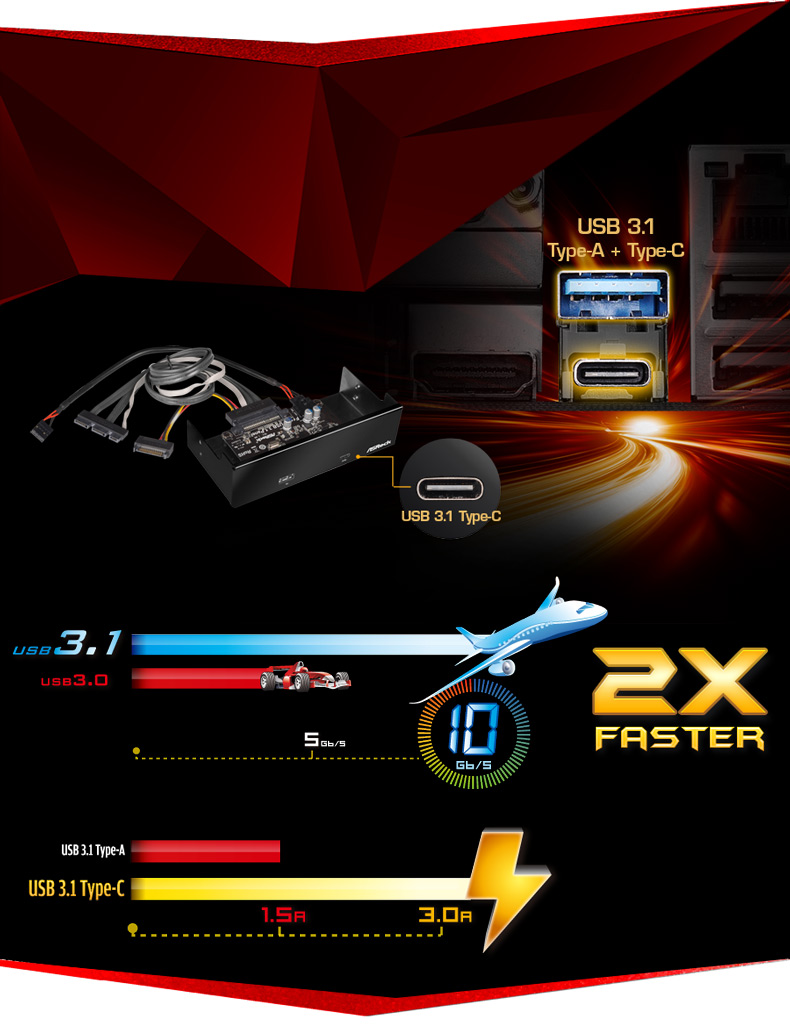 USB 3.1
Type-A + Type-C
ASRock
USB 3.1 Type-C
USB 3.1
USB 3.0
2X
FASTER
5Gb/s
10
Gb/s
USB 3.1 Type-A
USB 3.1 Type-C
1.5A
3.0A